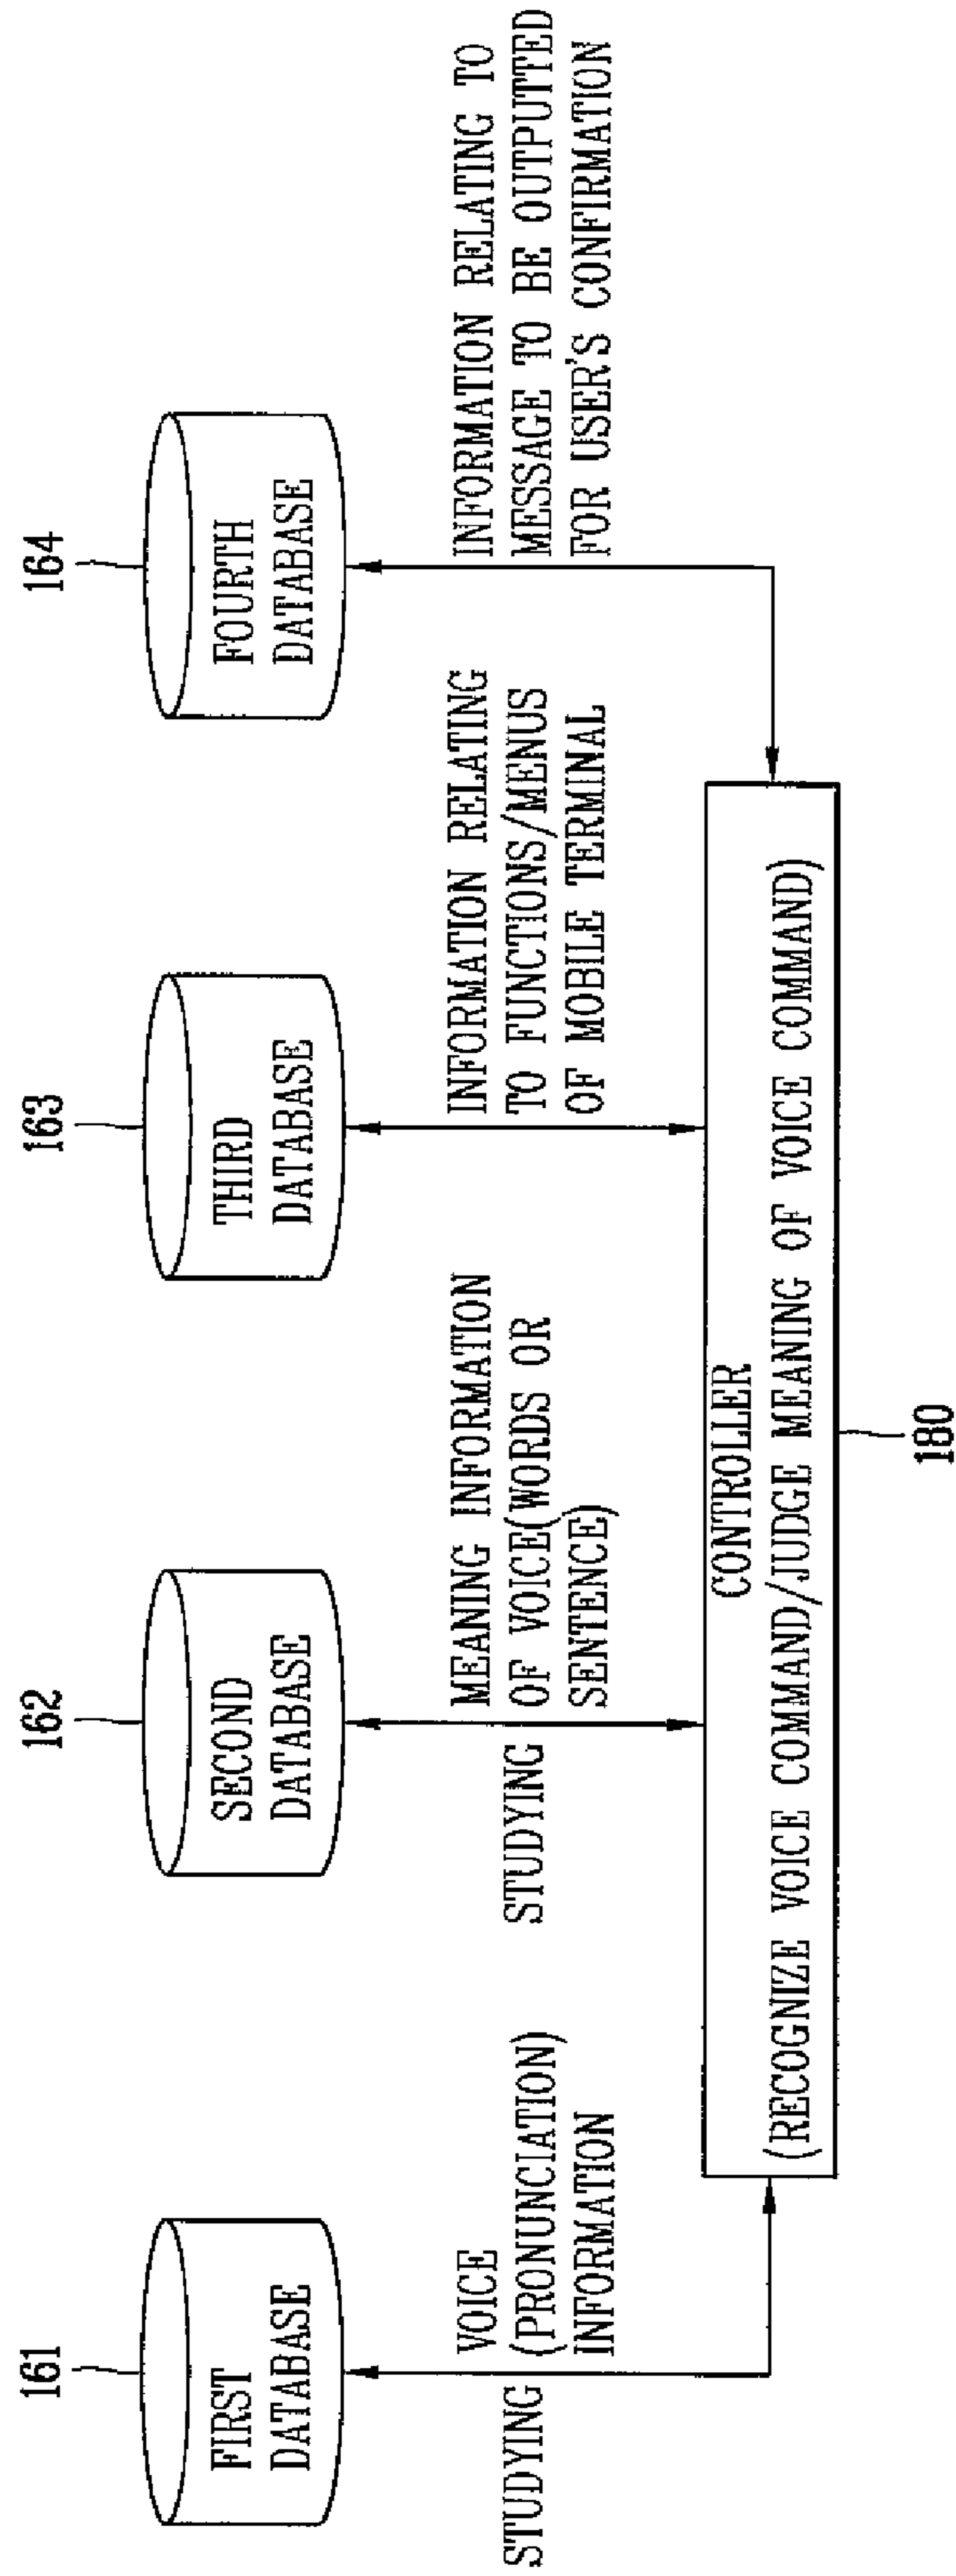 161
162
163
164
FIRST
DATABASE
SECOND
DATABASE
THIRD
DATABASE
FOURTH
DATABASE
STUDYING
VOICE
(PRONUNCIATION)
INFORMATION
STUDYING
MEANING INFORMATION
OF VOICE(WORDS OR
SENTENCE)
INFORMATION RELATING
TO FUNCTIONS/MENUS
OF MOBILE TERMINAL
INFORMATION RELATING TO
MESSAGE TO BE OUTPUTTED
FOR USER'S CONFIRMATION
CONTROLLER
(RECOGNIZE VOICE COMMAND/JUDGE MEANING OF VOICE COMMAND)
180